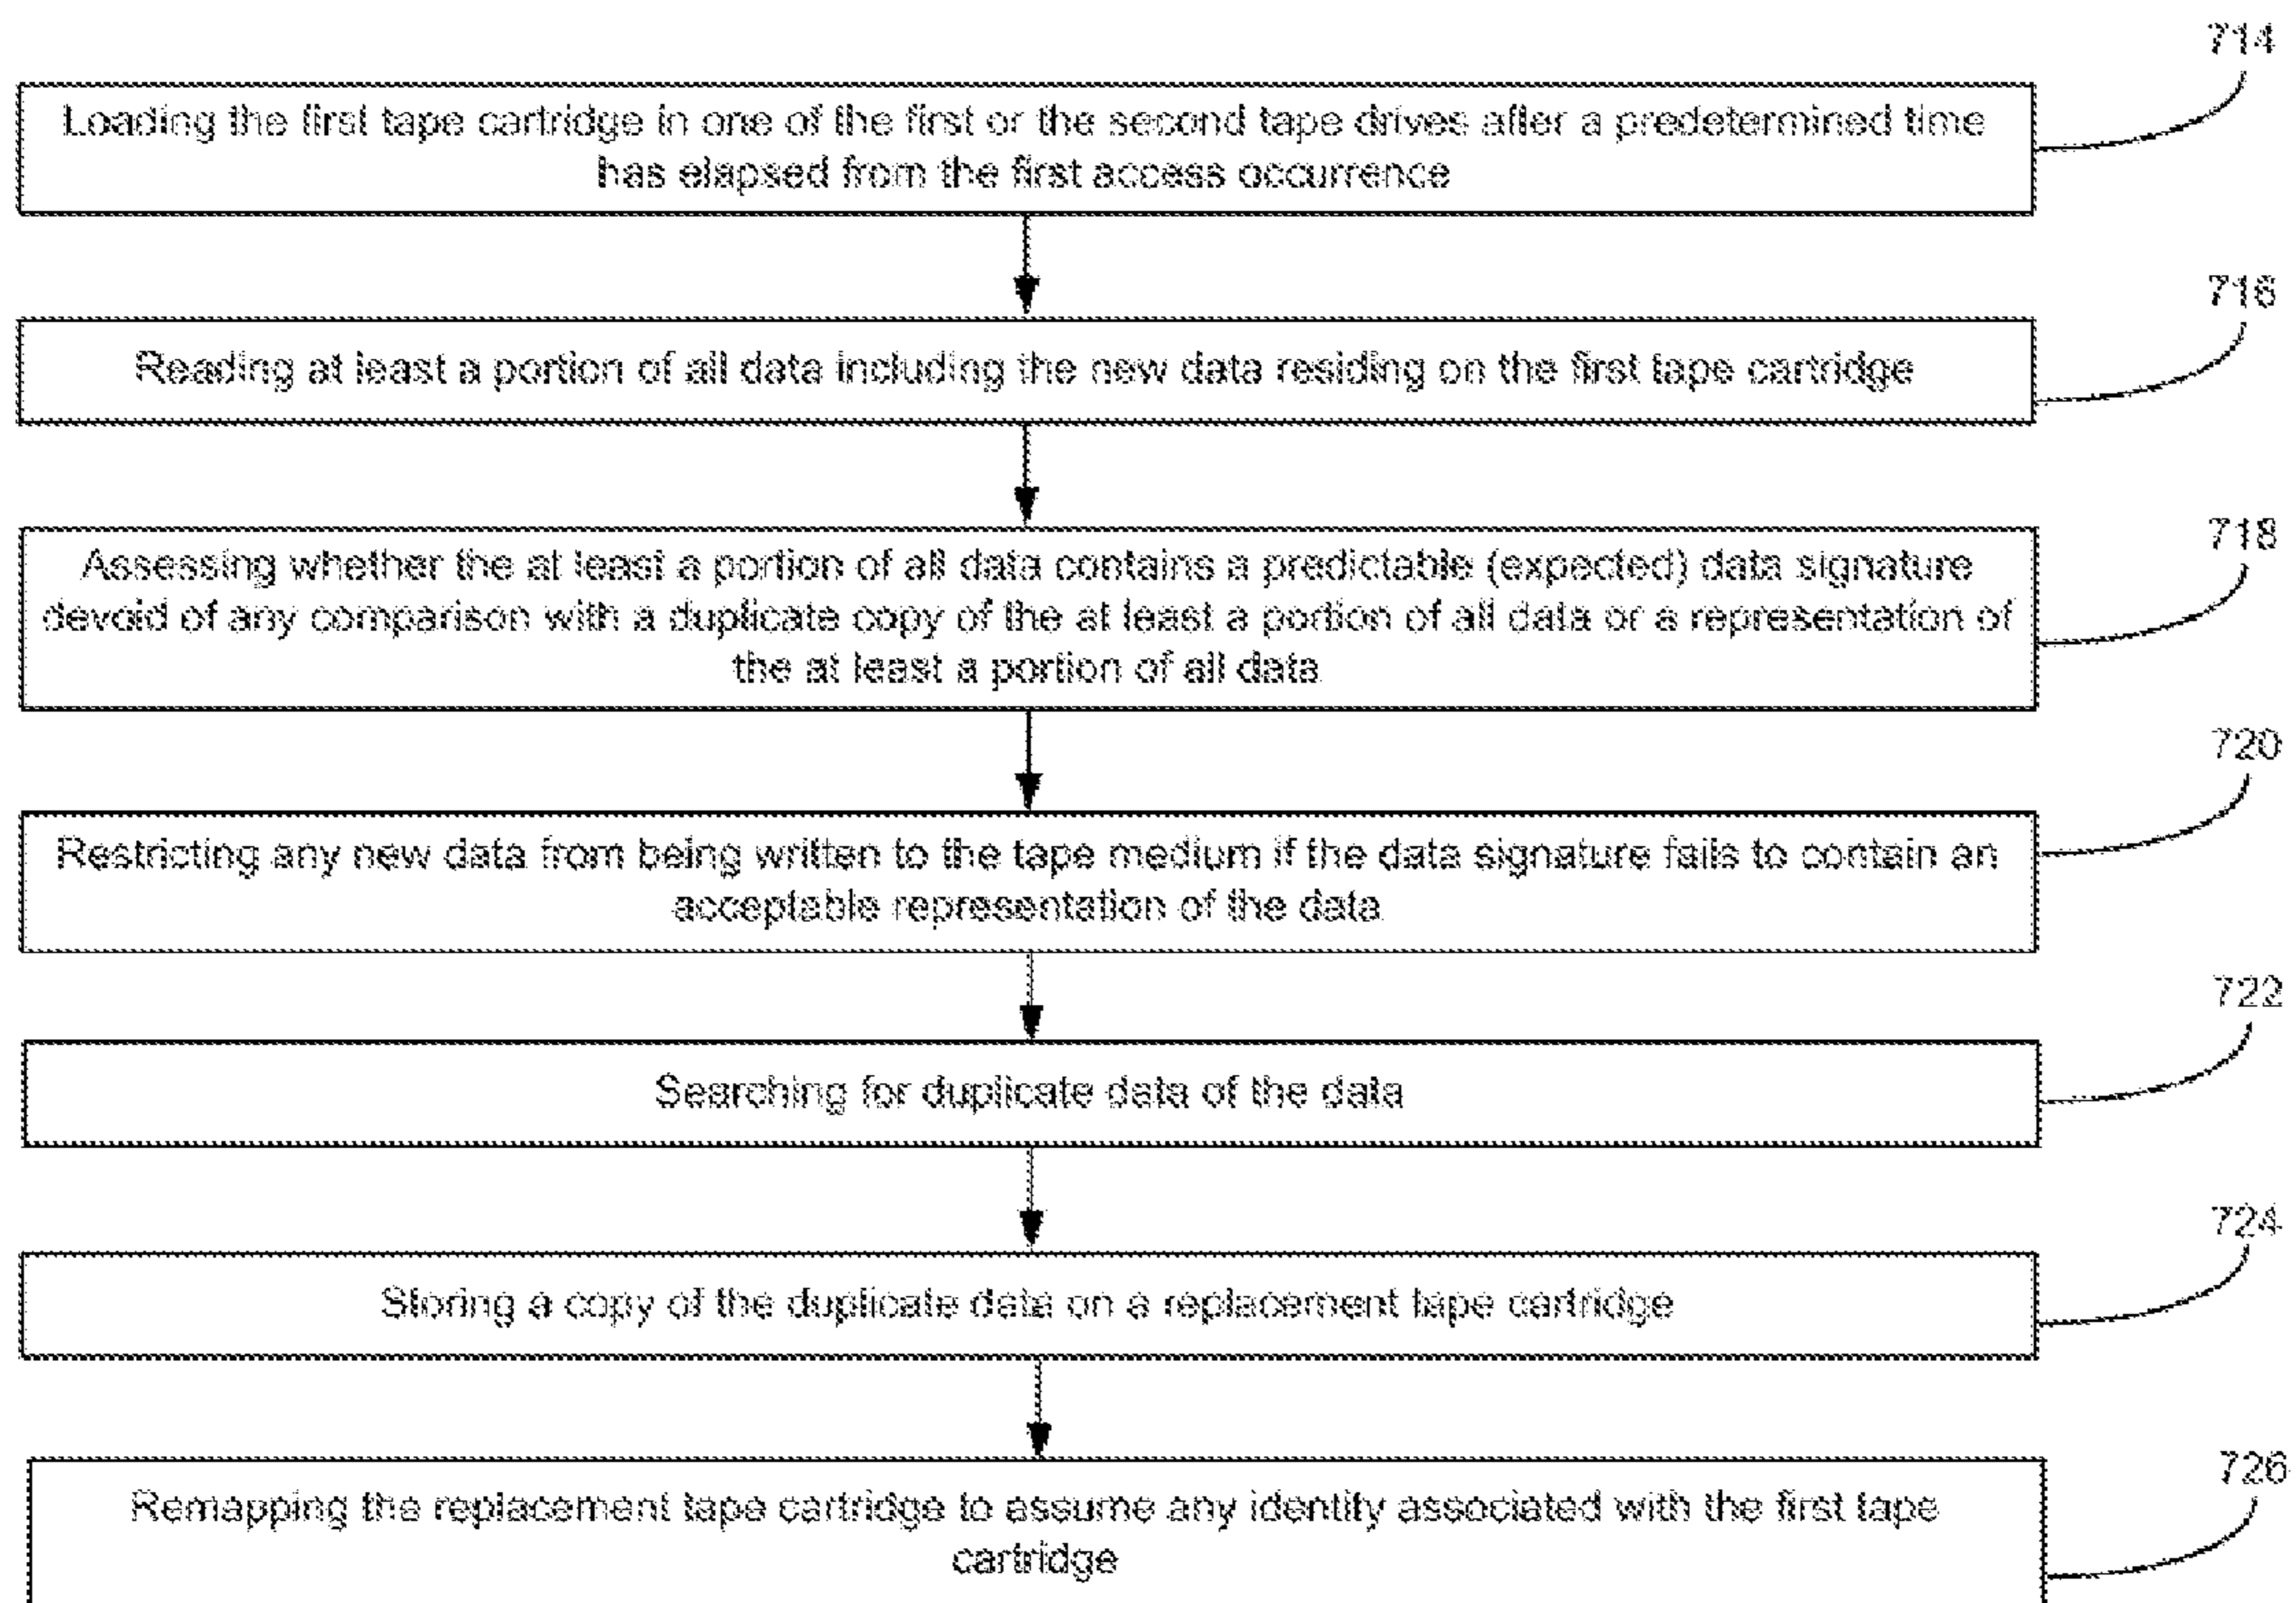 714
Loading the first tape cartridge in one of the first or the second tape drives after a predetermined time
has elapsed from the first access occurrence
716
Reading at least a portion of all data including the new data residing on the first tape cartridge
718
Assessing whether the at least a portion of all data contains a predictable (expected) data signature
devoid of any comparison with a duplicate copy of the at least a portion of all data or a representation of
the at least a portion of all data
720
Restricting any new data from being written to the tape medium if the data signature fails to contain an
acceptable representation of the data
722
Searching for duplicate data of the data
724
Storing a copy of the duplicate data on a replacement tape cartridge
726
Remapping the replacement tape cartridge to assume any identity associated with the first tape
cartridge